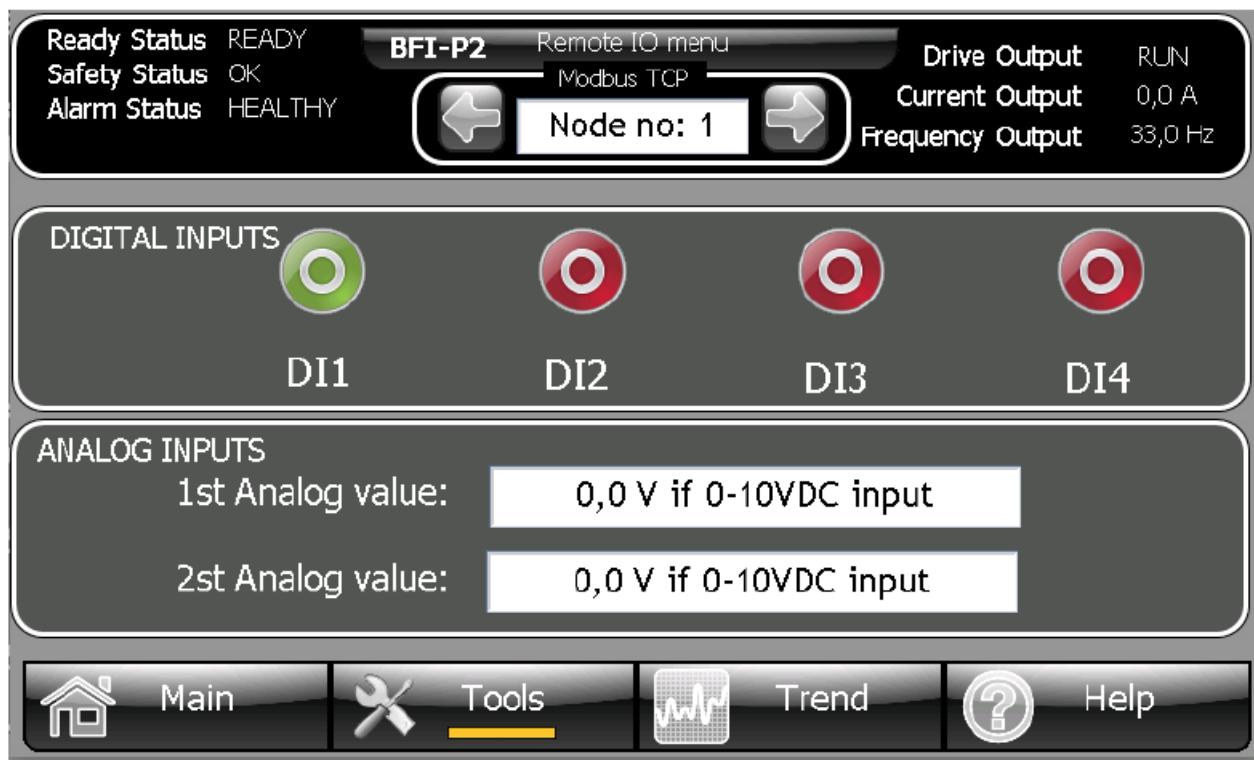 Ready Status READY
Safety Status OK
Alarm Status HEALTHY
BFI-P2 Remote IO menu
Modbus TCP
Node no: 1
Drive Output RUN
Current Output 0,0 A
Frequency Output 33,0 Hz
DIGITAL INPUTS
DI1 DI2 DI3 DI4
ANALOG INPUTS
1st Analog value: 0,0 V if 0-10VDC input
2st Analog value: 0,0 V if 0-10VDC input
Main Tools Trend Help